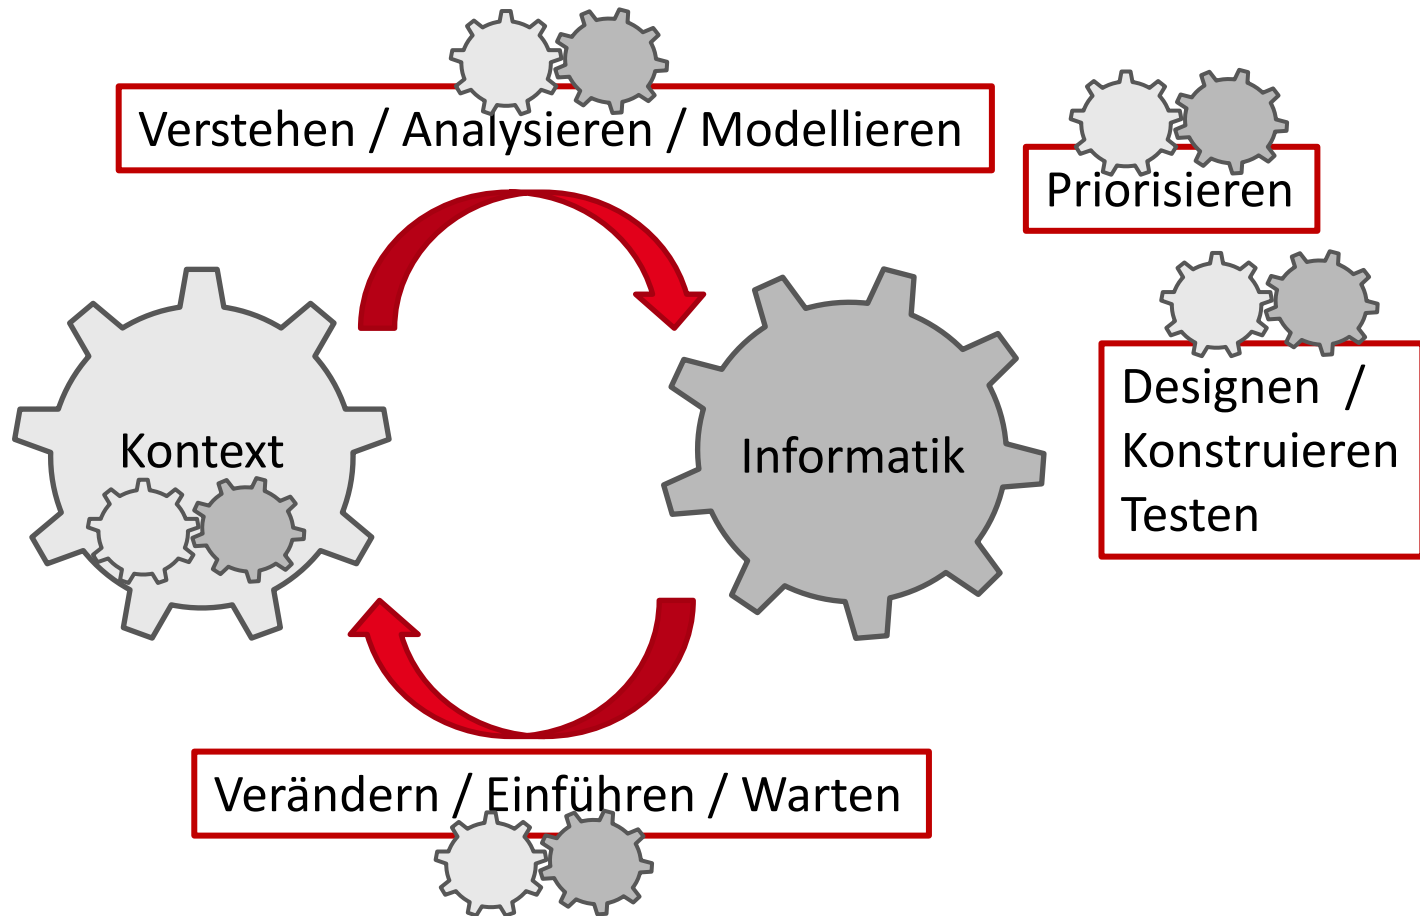 Verstehen / Analysieren / Modellieren
Priorisieren
Designen /
Konstruieren
Testen
Kontext
Informatik
Verändern / Einführen / Warten